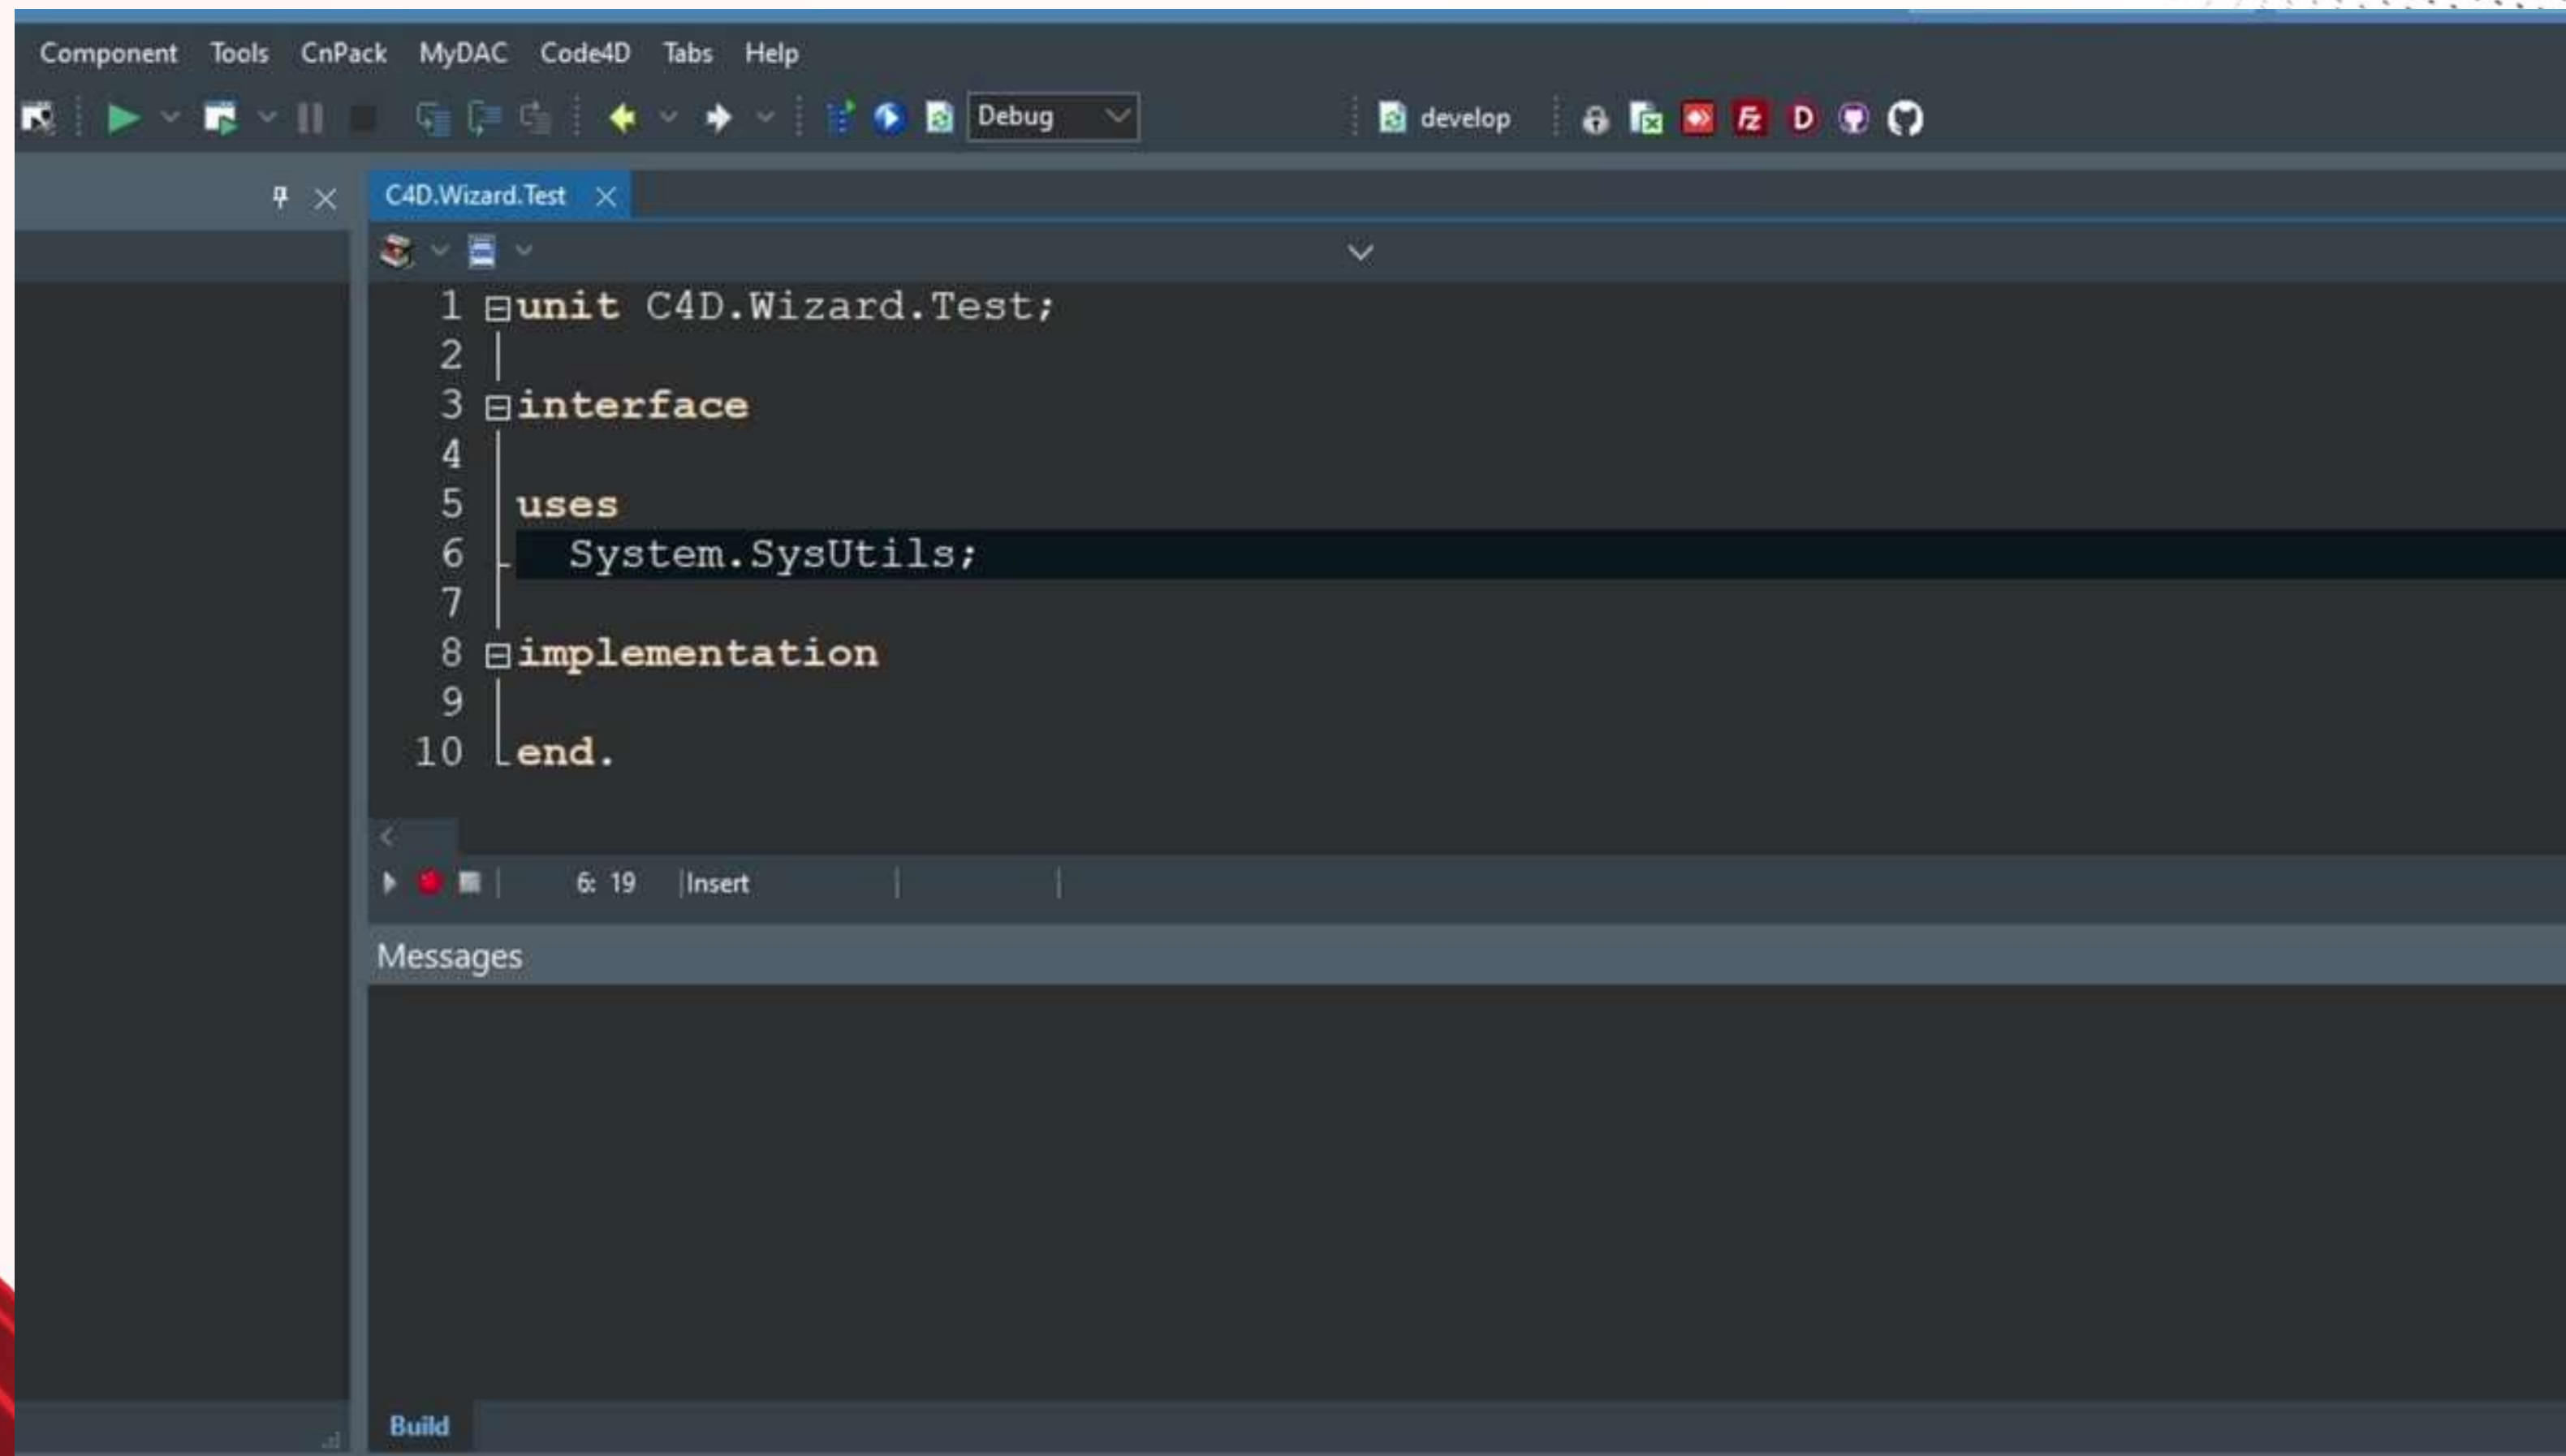 Component Tools CnPack MyDAC Code4D Tabs Help
Debug develop Fz D
C4D.Wizard.Test
1 unit C4D.Wizard.Test;
2
3 interface
4
5 uses
6 System.SysUtils;
7
8 implementation
9
10 end.
6: 19 Insert
Messages
Build